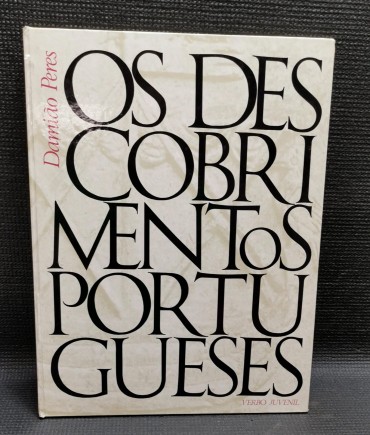 Damião Peres
OS DES
COBRI
MENToS
PORTU
GUESES
VERBO JUVENIL